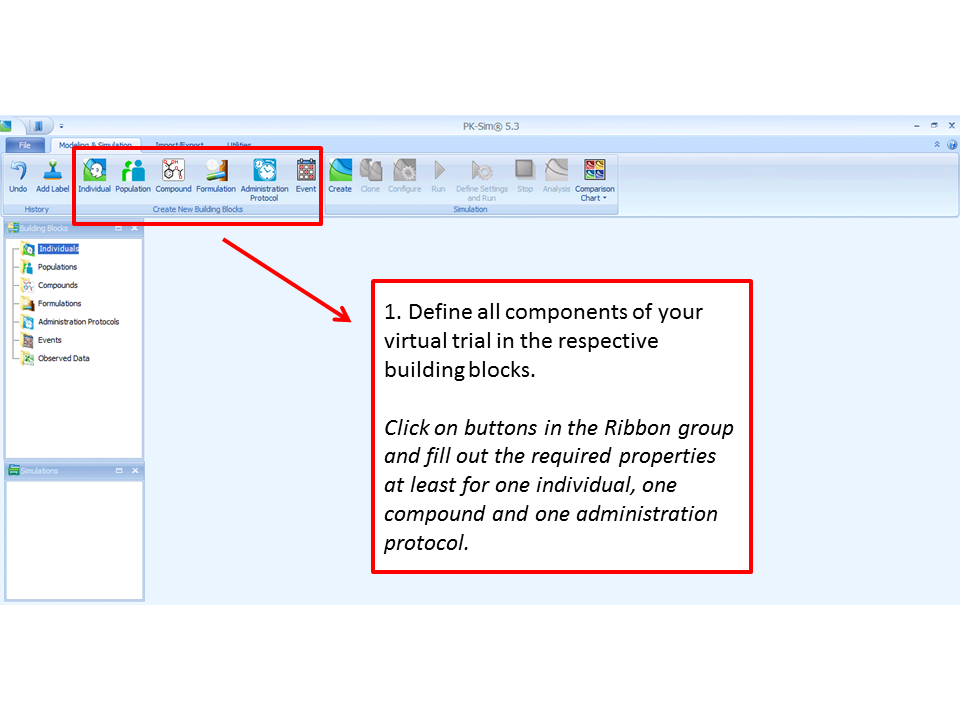 PK-Sim® 5.3
File
Modeling & Simulation
Import/Export
Utilities
Undo
Add Label
Individual
Population
Compound
Formulation
Administration
Protocol
Event
Create
Clone
Configure
Run
Define Settings
and Run
Stop
Analysis
Comparison
Chart
History
Create New Building Blocks
Simulation
Building Blocks
Individuals
Populations
Compounds
Formulations
Administration Protocols
Events
Observed Data
Simulations
1. Define all components of your
virtual trial in the respective
building blocks.
Click on buttons in the Ribbon group
and fill out the required properties
at least for one individual, one
compound and one administration
protocol.